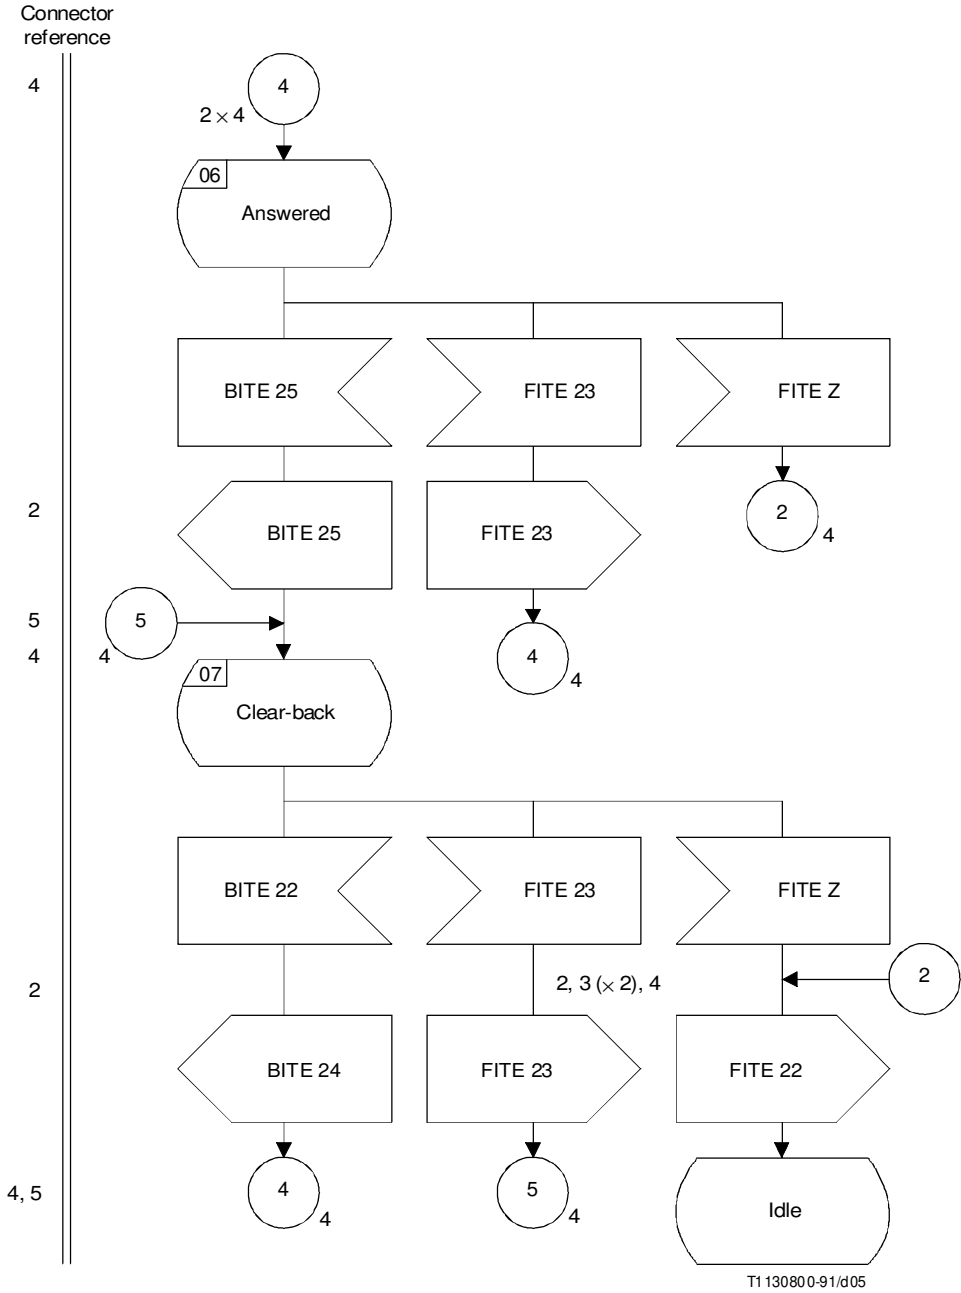 Connector
reference
4
4
2 × 4
06
Answered
BITE 25
FITE 23
FITE Z
2
BITE 25
FITE 23
2
4
5
5
4
4
4
4
07
Clear-back
BITE 22
FITE 23
FITE Z
2
2, 3 (× 2), 4
2
BITE 24
FITE 23
FITE 22
4, 5
4
4
5
4
Idle
T1130800-91/d05